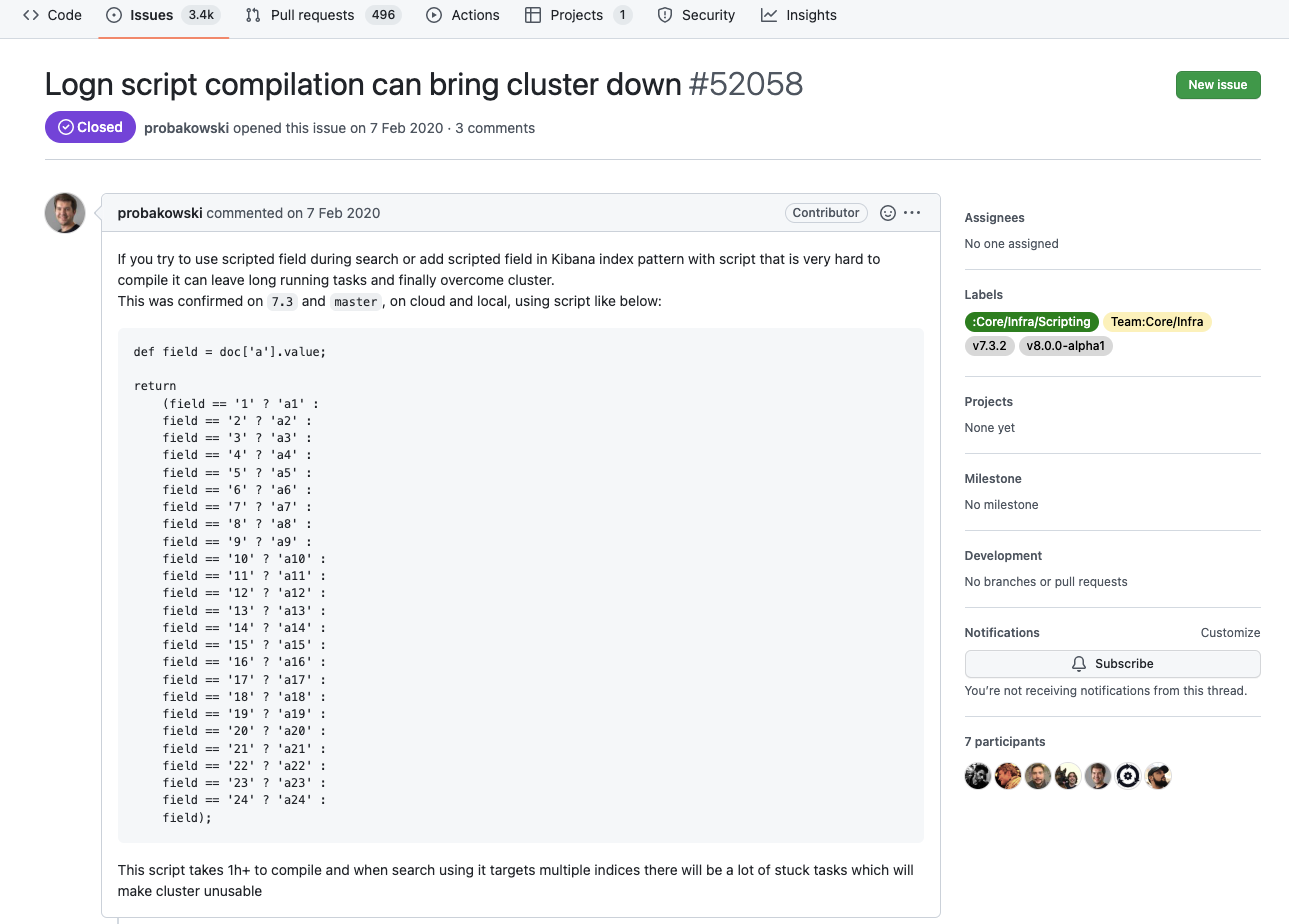 Code Issues 3.4k Pull requests 496 Actions Projects 1 Security Insights
Logn script compilation can bring cluster down #52058
New issue
Closed probakowski opened this issue on 7 Feb 2020 · 3 comments
probakowski commented on 7 Feb 2020
Contributor
If you try to use scripted field during search or add scripted field in Kibana index pattern with script that is very hard to
compile it can leave long running tasks and finally overcome cluster.
This was confirmed on 7.3 and master, on cloud and local, using script like below:
def field = doc['a'].value;
return
(field == '1' ? 'a1' :
field == '2' ? 'a2' :
field == '3' ? 'a3' :
field == '4' ? 'a4' :
field == '5' ? 'a5' :
field == '6' ? 'a6' :
field == '7' ? 'a7' :
field == '8' ? 'a8' :
field == '9' ? 'a9' :
field == '10' ? 'a10' :
field == '11' ? 'a11' :
field == '12' ? 'a12' :
field == '13' ? 'a13' :
field == '14' ? 'a14' :
field == '15' ? 'a15' :
field == '16' ? 'a16' :
field == '17' ? 'a17' :
field == '18' ? 'a18' :
field == '19' ? 'a19' :
field == '20' ? 'a20' :
field == '21' ? 'a21' :
field == '22' ? 'a22' :
field == '23' ? 'a23' :
field == '24' ? 'a24' :
field);
This script takes 1h+ to compile and when search using it targets multiple indices there will be a lot of stuck tasks which will
make cluster unusable
Assignees
No one assigned
Labels
:Core/Infra/Scripting Team:Core/Infra
v7.3.2 v8.0.0-alpha1
Projects
None yet
Milestone
No milestone
Development
No branches or pull requests
Notifications Customize
Subscribe
You're not receiving notifications from this thread.
7 participants